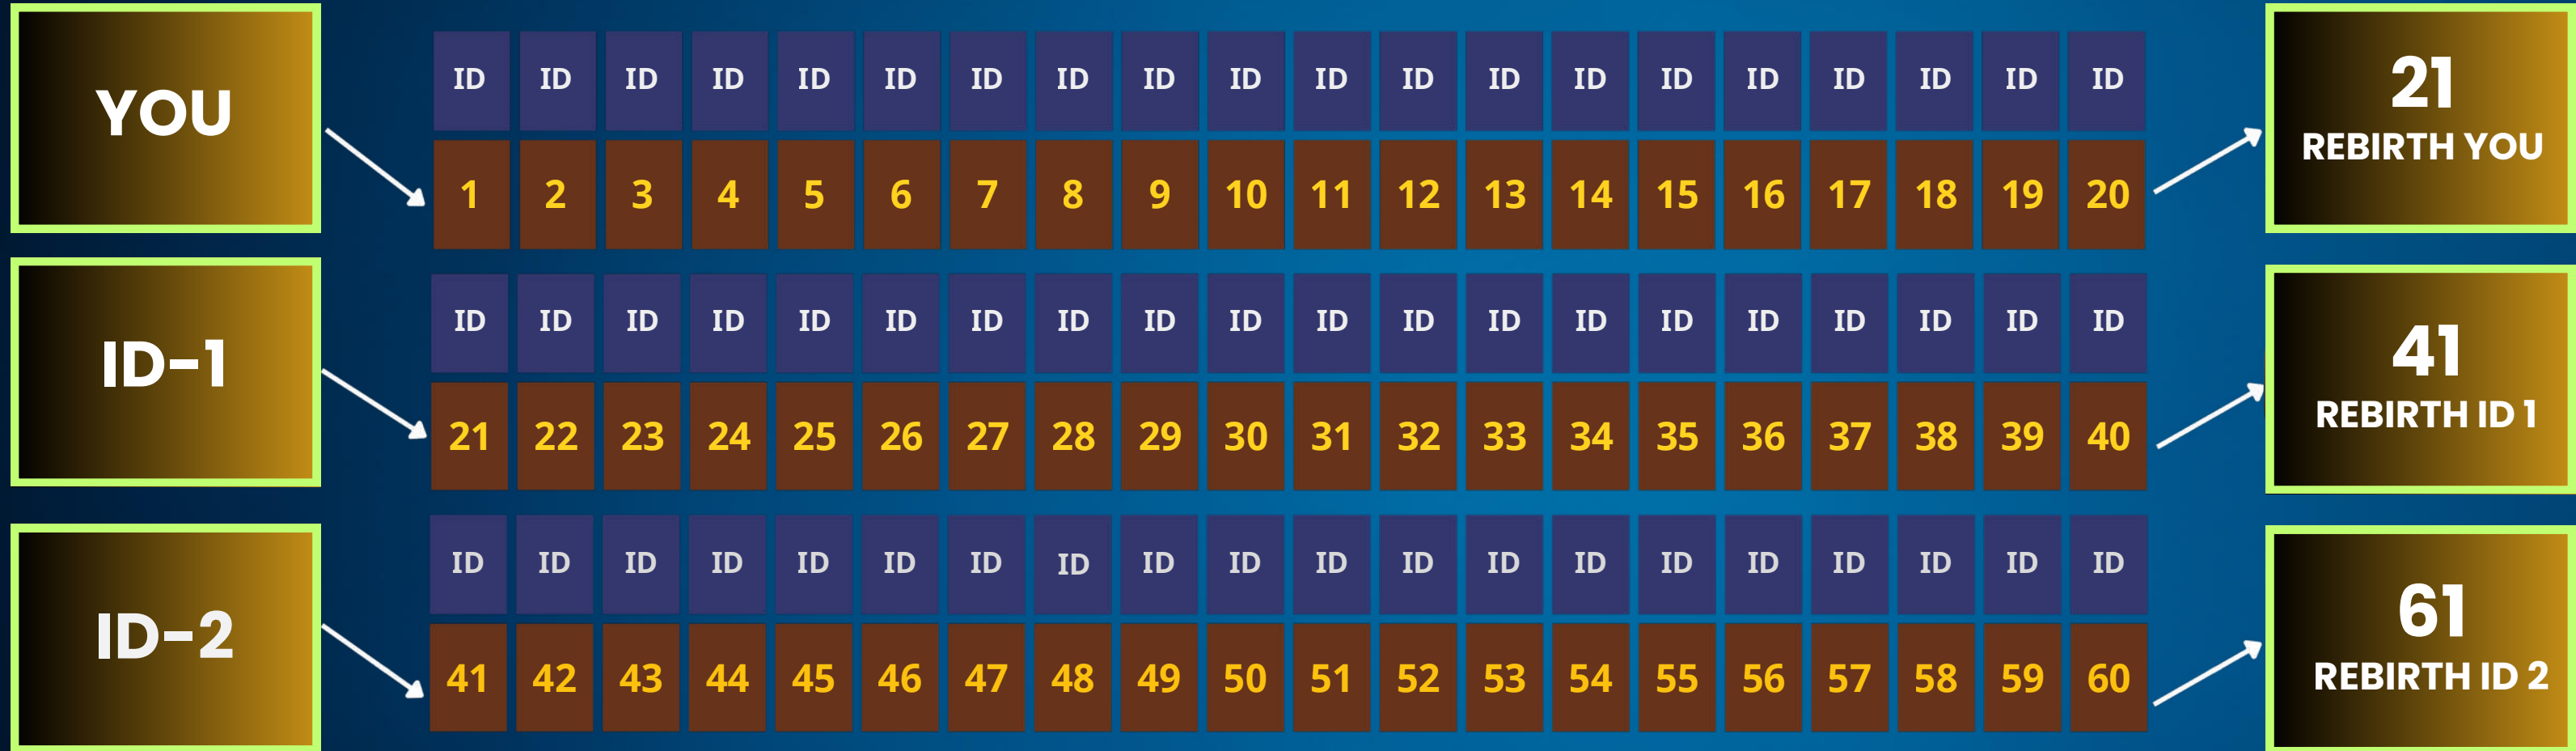 YOU
ID ID ID ID ID ID ID ID ID ID ID ID ID ID ID ID ID ID ID ID
1 2 3 4 5 6 7 8 9 10 11 12 13 14 15 16 17 18 19 20
21
REBIRTH YOU
ID-1
ID ID ID ID ID ID ID ID ID ID ID ID ID ID ID ID ID ID ID ID
21 22 23 24 25 26 27 28 29 30 31 32 33 34 35 36 37 38 39 40
41
REBIRTH ID 1
ID-2
ID ID ID ID ID ID ID ID ID ID ID ID ID ID ID ID ID ID ID ID
41 42 43 44 45 46 47 48 49 50 51 52 53 54 55 56 57 58 59 60
61
REBIRTH ID 2